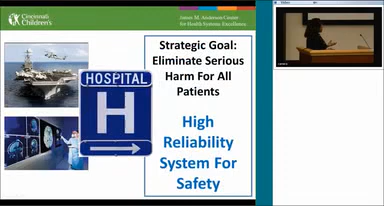 Cincinnati
Children's
James M. Anderson Center
for Health Systems Excellence
Strategic Goal:
Eliminate Serious
Harm For All
Patients
High
Reliability
System For
Safety
HOSPITAL
H